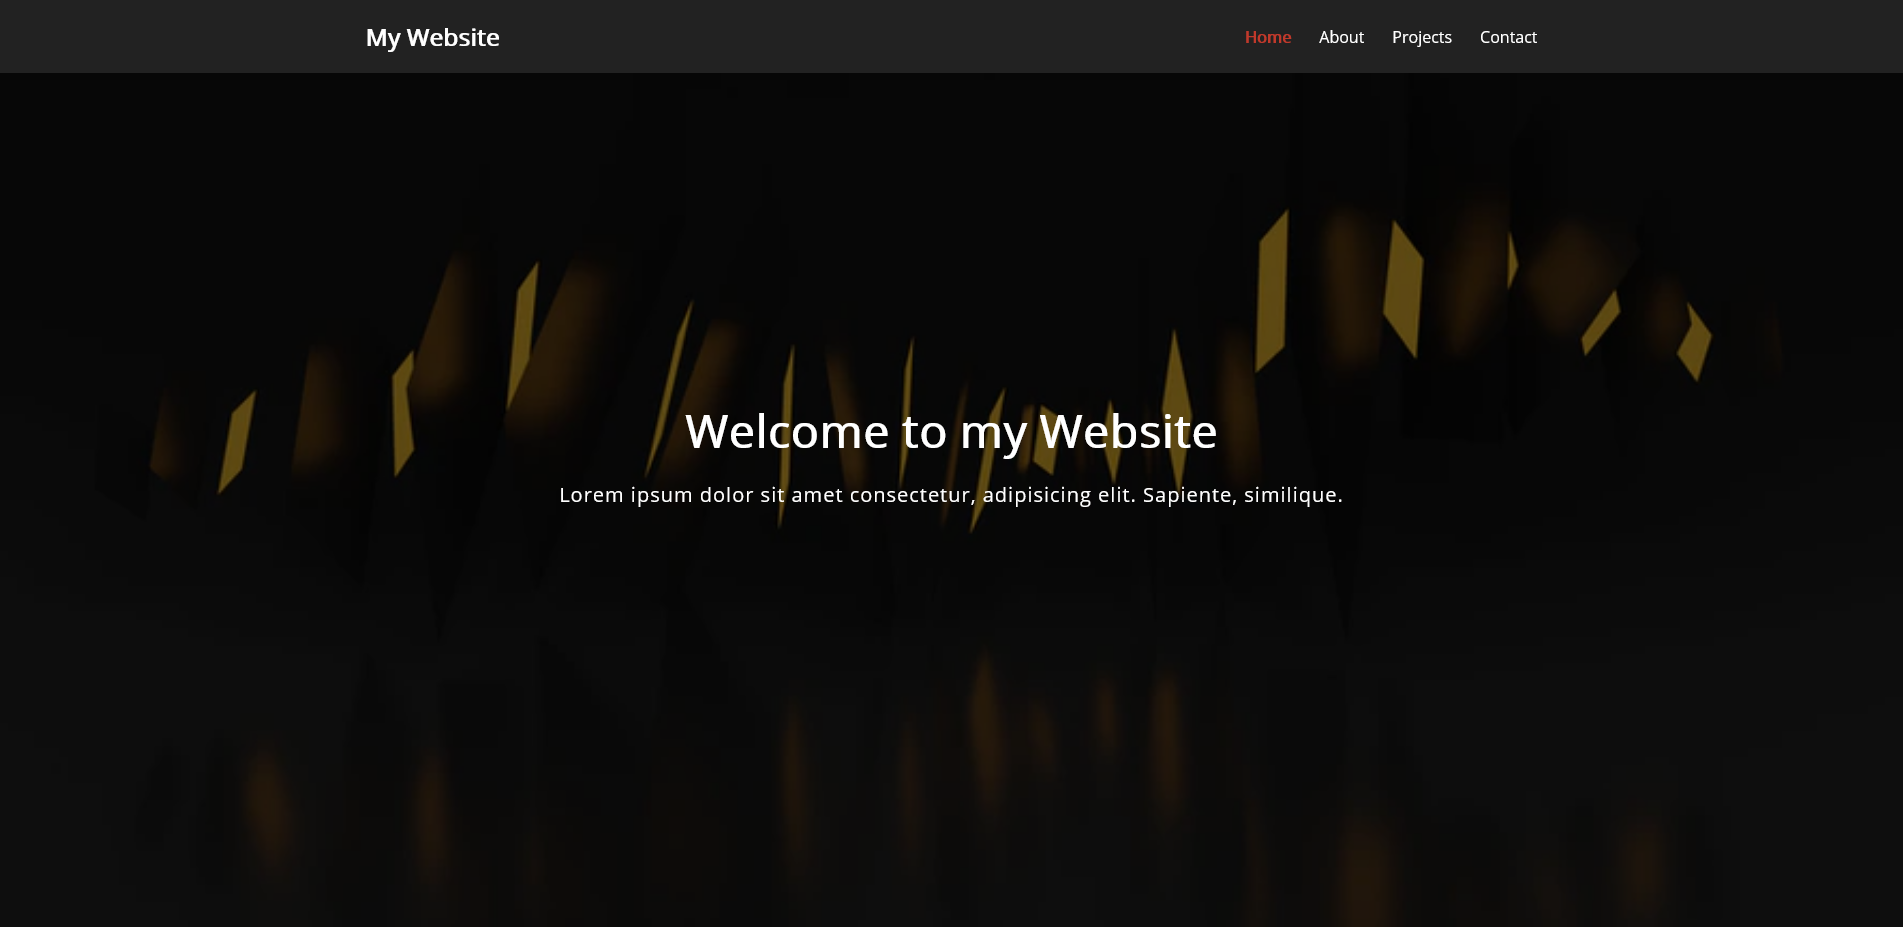 My Website
Home About Projects Contact
Welcome to my Website
Lorem ipsum dolor sit amet consectetur, adipisicing elit. Sapiente, similique.